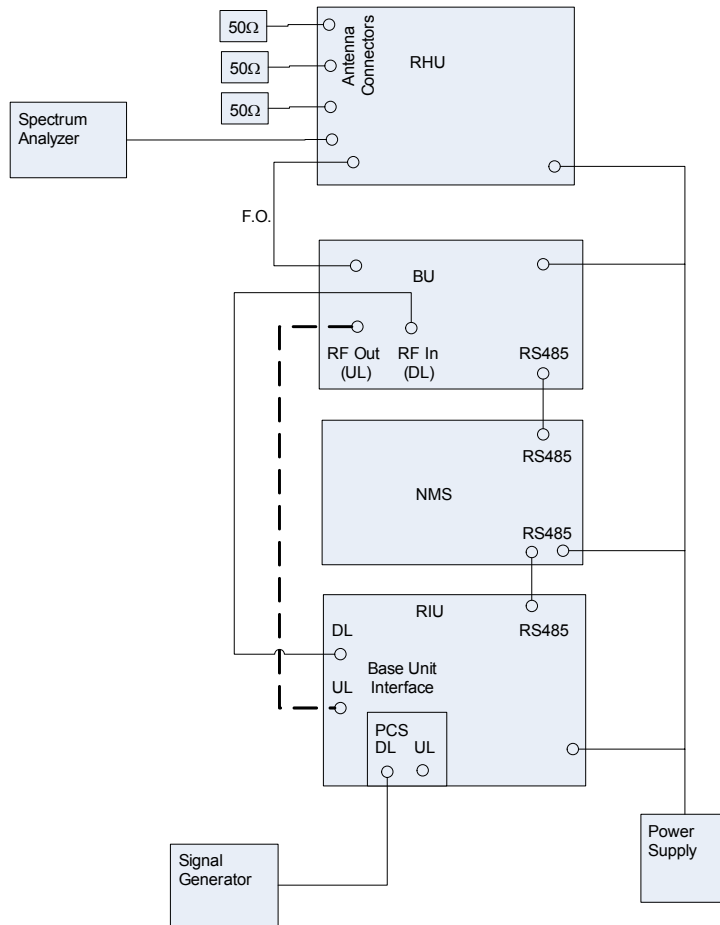 50Ω
50Ω
50Ω
Antenna
Connectors
RHU
Spectrum
Analyzer
F.O.
BU
RF Out
(UL)
RF In
(DL)
RS485
RS485
NMS
RS485
RIU
RS485
DL
UL
Base Unit
Interface
PCS
DL UL
Signal
Generator
Power
Supply